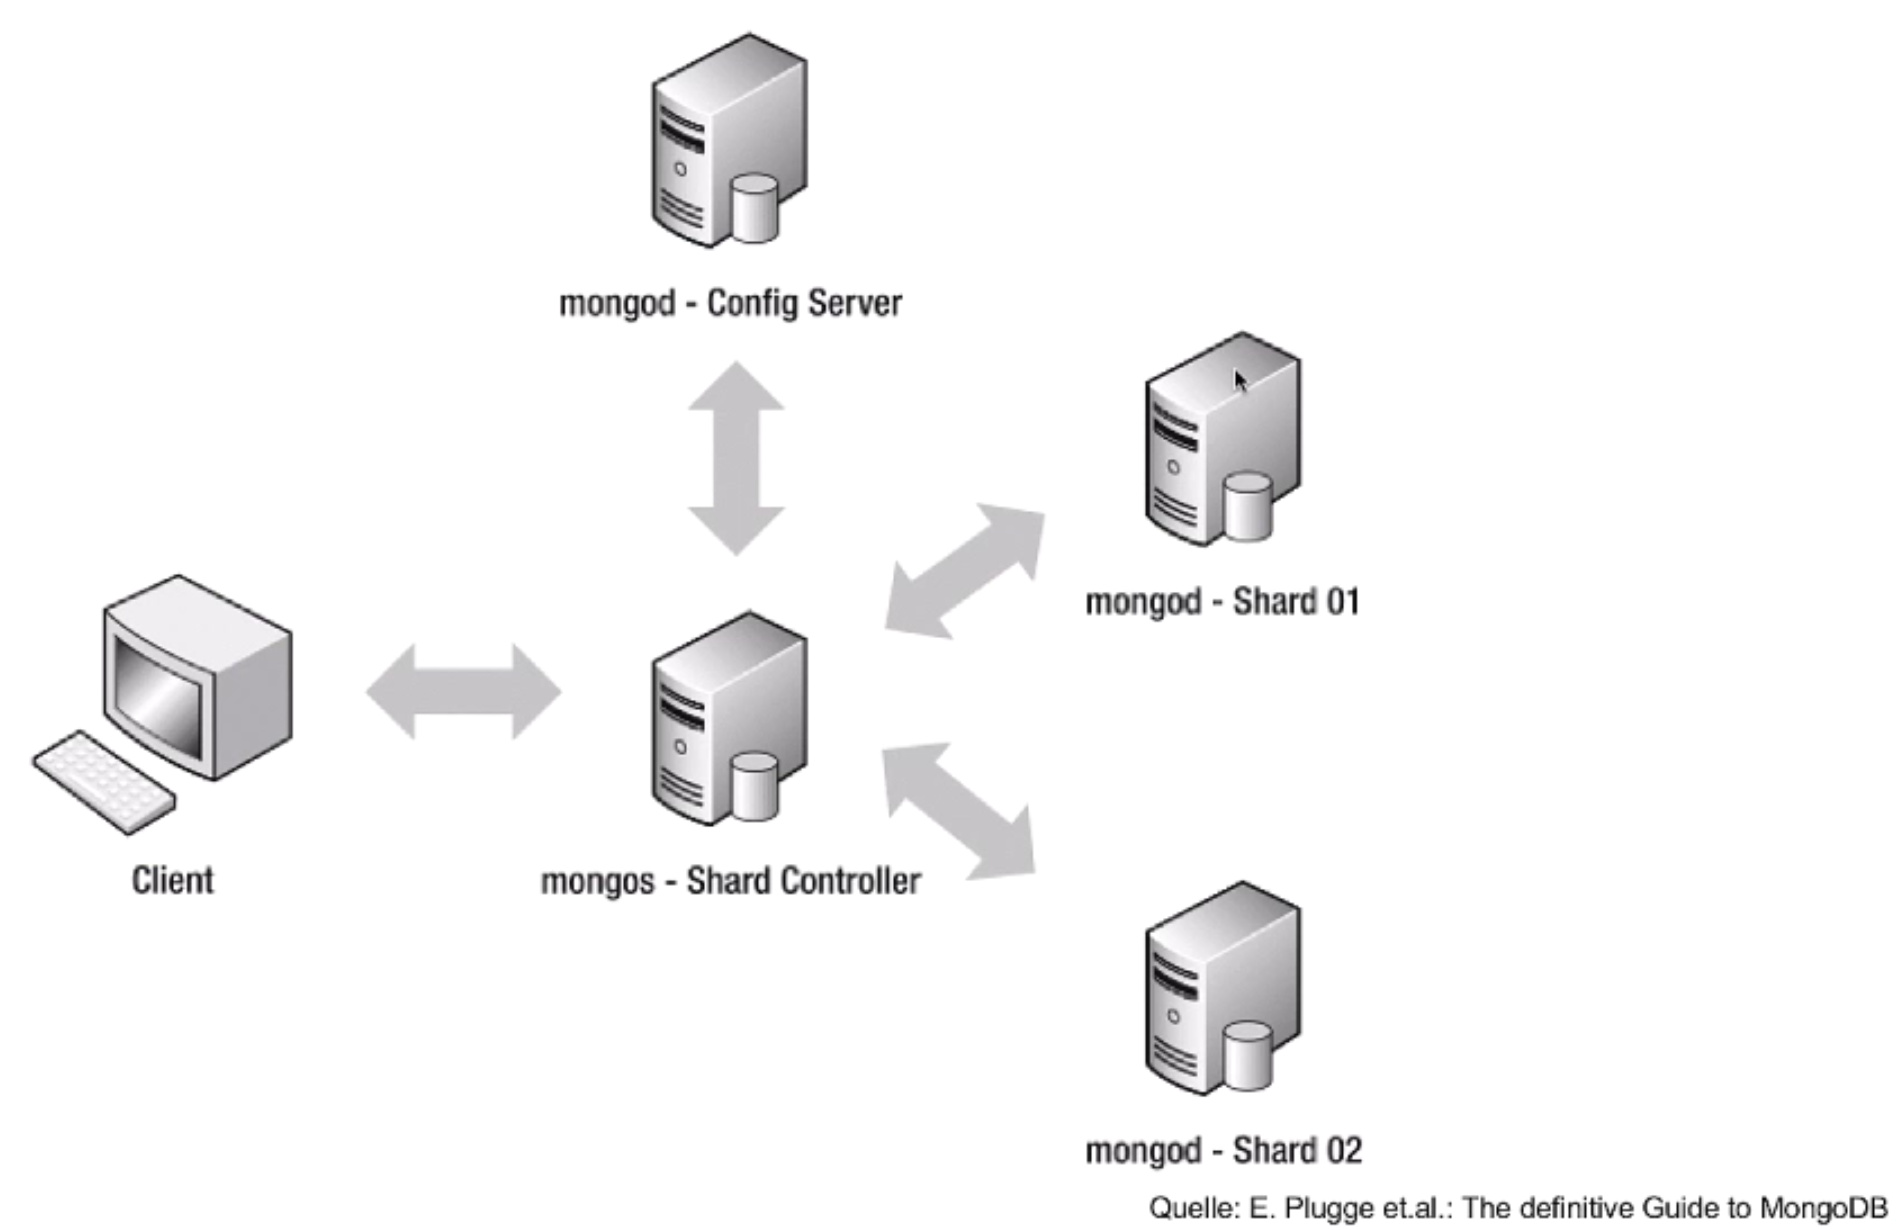 mongod - Config Server
mongod - Shard 01
Client
mongos - Shard Controller
mongod - Shard 02
Quelle: E. Plugge et.al.: The definitive Guide to MongoDB